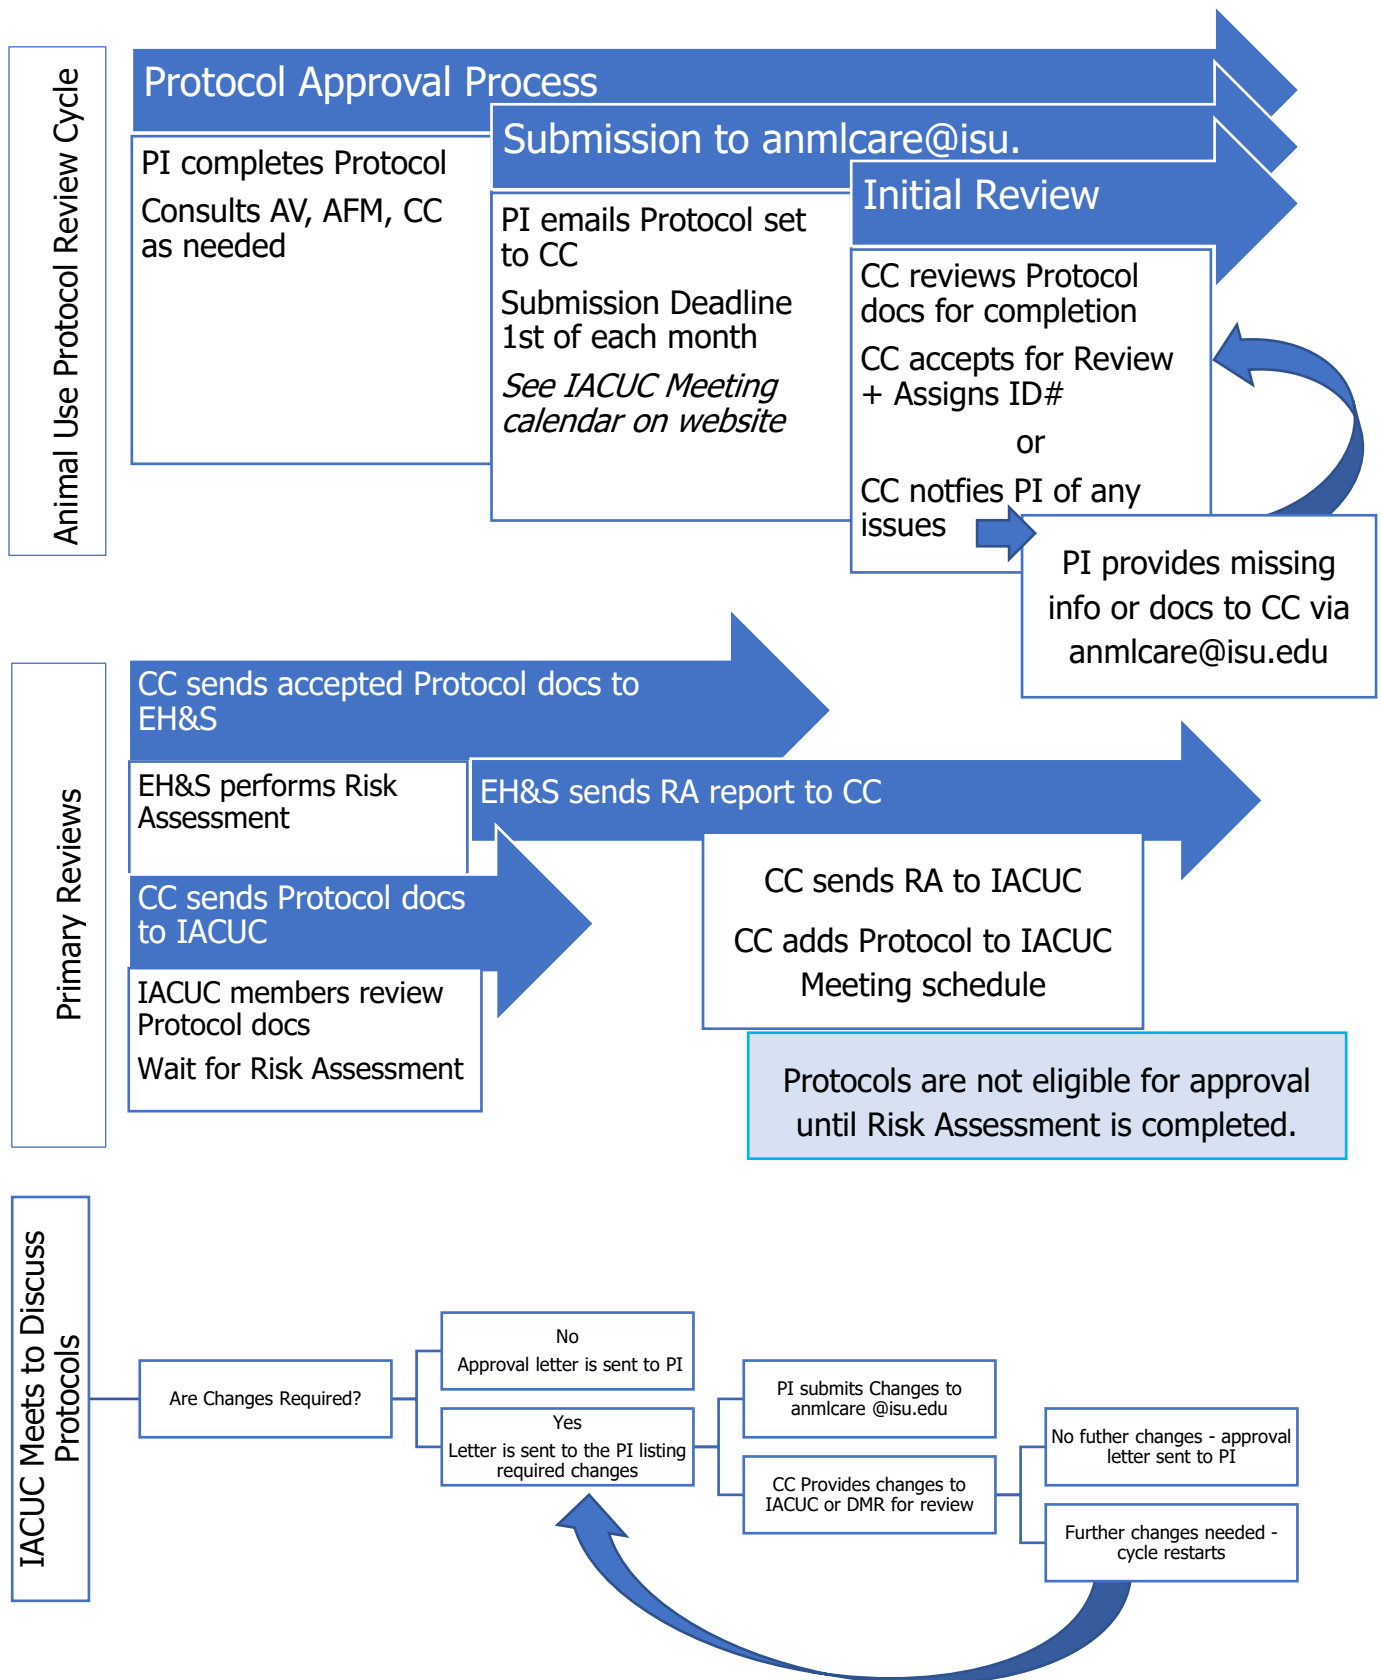 Animal Use Protocol Review Cycle
Protocol Approval Process
PI completes Protocol
Consults AV, AFM, CC
as needed
Submission to anmlcare@isu.
PI emails Protocol set
to CC
Submission Deadline
1st of each month
See IACUC Meeting
calendar on website
Initial Review
CC reviews Protocol
docs for completion
CC accepts for Review
+ Assigns ID#
or
CC notfies PI of any
issues
PI provides missing
info or docs to CC via
anmlcare@isu.edu
Primary Reviews
CC sends accepted Protocol docs to
EH&S
EH&S performs Risk
Assessment
EH&S sends RA report to CC
CC sends RA to IACUC
CC adds Protocol to IACUC
Meeting schedule
CC sends Protocol docs
to IACUC
IACUC members review
Protocol docs
Wait for Risk Assessment
Protocols are not eligible for approval
until Risk Assessment is completed.
IACUC Meets to Discuss
Protocols
Are Changes Required?
No
Approval letter is sent to PI
Yes
Letter is sent to the PI listing
required changes
PI submits Changes to
anmlcare @isu.edu
CC Provides changes to
IACUC or DMR for review
No futher changes - approval
letter sent to PI
Further changes needed -
cycle restarts